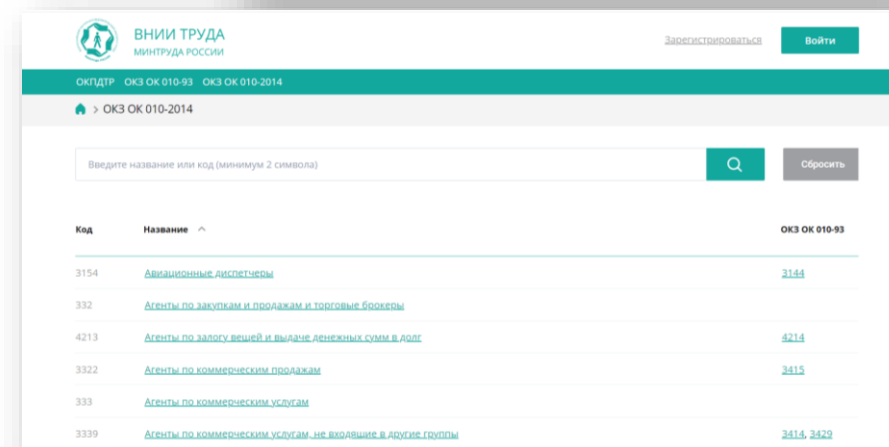 ВНИИ ТРУДА
МИНТРУДА РОССИИ
Зарегистрироваться
Войти
ОКПДТР ОКЗ ОК 010-93 ОКЗ ОК 010-2014
> ОКЗ ОК 010-2014
Введите название или код (минимум 2 символа)
Сбросить
Код Название ОКЗ ОК 010-93
3154 Авиационные диспетчеры 3144
332 Агенты по закупкам и продажам и торговые брокеры
4213 Агенты по залогу вещей и выдаче денежных сумм в долг 4214
3322 Агенты по коммерческим продажам 3415
333 Агенты по коммерческим услугам
3339 Агенты по коммерческим услугам, не входящие в другие группы 3414, 3429